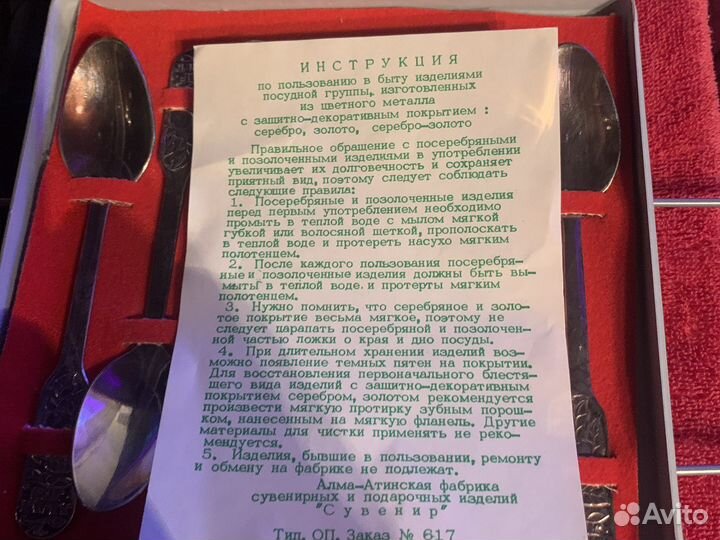 ИНСТРУКЦИЯ
по пользованию в быту изделиями
посудной группы, изготовленных
из цветного металла
с защитно-декоративным покрытием :
серебро, золото, серебро-золото
Правильное обращение с посеребряными
и позолоченными изделиями в употреблении
увеличивает их долговечность и сохраняет
приятный вид, поэтому следует соблюдать
следующие правила:
1. Посеребряные и позолоченные изделия
перед первым употреблением необходимо
промыть в теплой воде с мылом мягкой
губкой или волосяной щеткой, прополоскать
в теплой воде и протереть насухо мягким
полотенцем.
2. После каждого пользования посеребря-
ные и позолоченные изделия должны быть вы-
мыты в теплой воде и протерты мягким
полотенцем.
3. Нужно помнить, что серебряное и золо-
тое покрытие весьма мягкое, поэтому не
следует царапать посеребряной и позолочен-
ной частью ложки о края и дно посуды.
4. При длительном хранении изделий воз-
можно появление темных пятен на покрытии.
Для восстановления первоначального блестя-
щего вида изделий с защитно-декоративным
покрытием серебром, золотом рекомендуется
произвести мягкую протирку зубным порош-
ком, нанесенным на мягкую фланель. Другие
материалы для чистки применять не реко-
мендуется.
5. Изделия, бывшие в пользовании, ремонту
и обмену на фабрике не подлежат.
Алма-Атинская фабрика
сувенирных и подарочных изделий
"Сувенир"
Тип. ОП. Заказ № 617
Avito